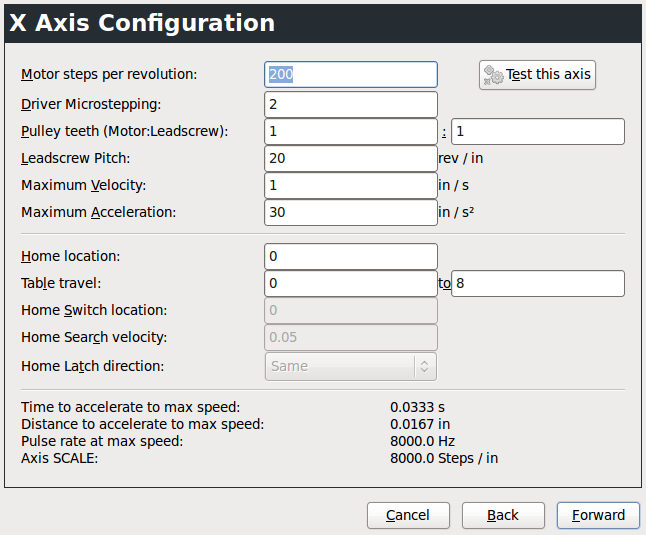 X Axis Configuration
Motor steps per revolution: 200 Test this axis
Driver Microstepping: 2
Pulley teeth (Motor:Leadscrew): 1 : 1
Leadscrew Pitch: 20 rev / in
Maximum Velocity: 1 in / s
Maximum Acceleration: 30 in / s²
Home location: 0
Table travel: 0 to 8
Home Switch location: 0
Home Search velocity: 0.05
Home Latch direction: Same
Time to accelerate to max speed: 0.0333 s
Distance to accelerate to max speed: 0.0167 in
Pulse rate at max speed: 8000.0 Hz
Axis SCALE: 8000.0 Steps / in
Cancel Back Forward